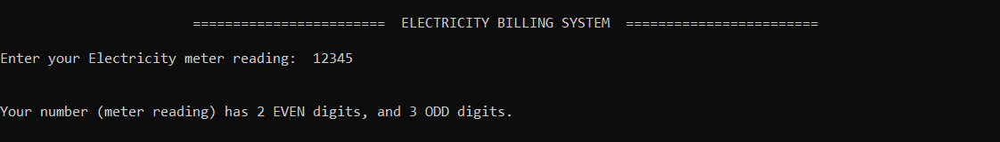 ========================  ELECTRICITY BILLING SYSTEM  ========================
Enter your Electricity meter reading:  12345
Your number (meter reading) has 2 EVEN digits, and 3 ODD digits.